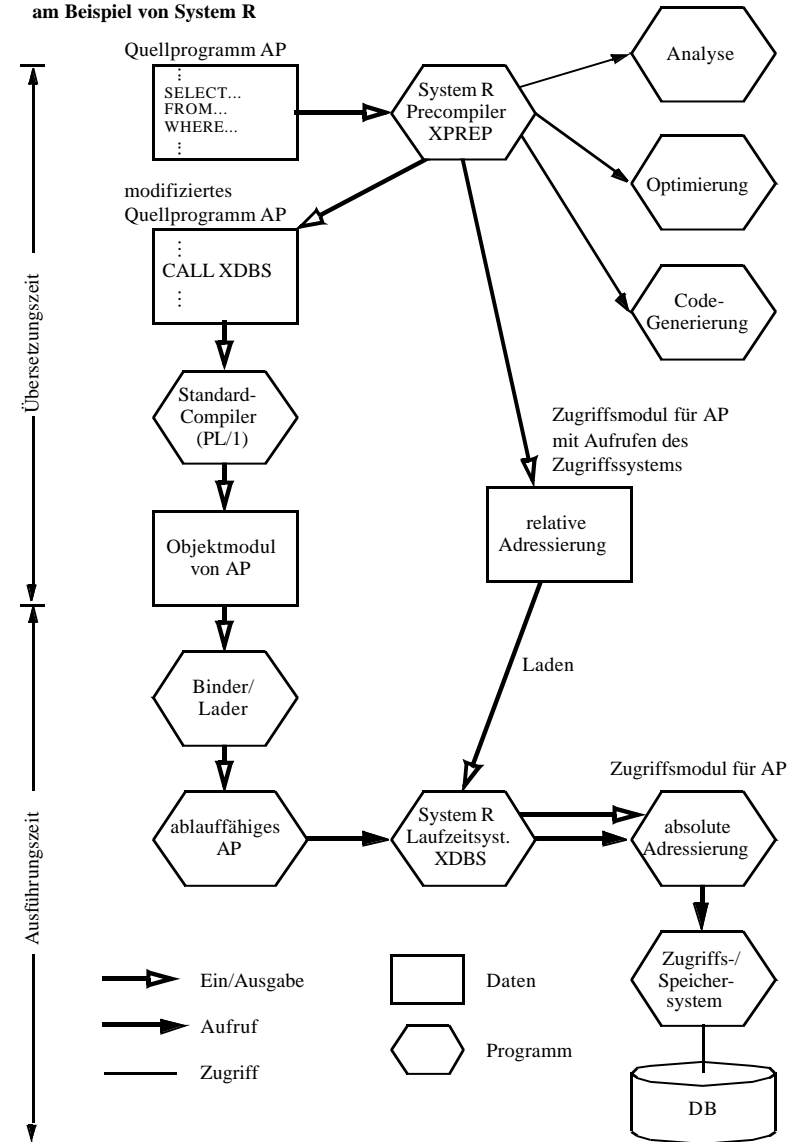 am Beispiel von System R
Quellprogramm AP
⋮
SELECT...
FROM...
WHERE...
⋮
System R
Precompiler
XPREP
Analyse
Optimierung
Code-
Generierung
modifiziertes
Quellprogramm AP
⋮
CALL XDBS
⋮
Übersetzungszeit
Standard-
Compiler
(PL/1)
Zugriffsmodul für AP
mit Aufrufen des
Zugriffssystems
Objektmodul
von AP
relative
Adressierung
Binder/
Lader
Laden
Ausführungszeit
ablauffähiges
AP
System R
Laufzeitsyst.
XDBS
Zugriffsmodul für AP
absolute
Adressierung
Zugriffs-/
Speicher-
system
DB
Ein/Ausgabe
Aufruf
Zugriff
Daten
Programm